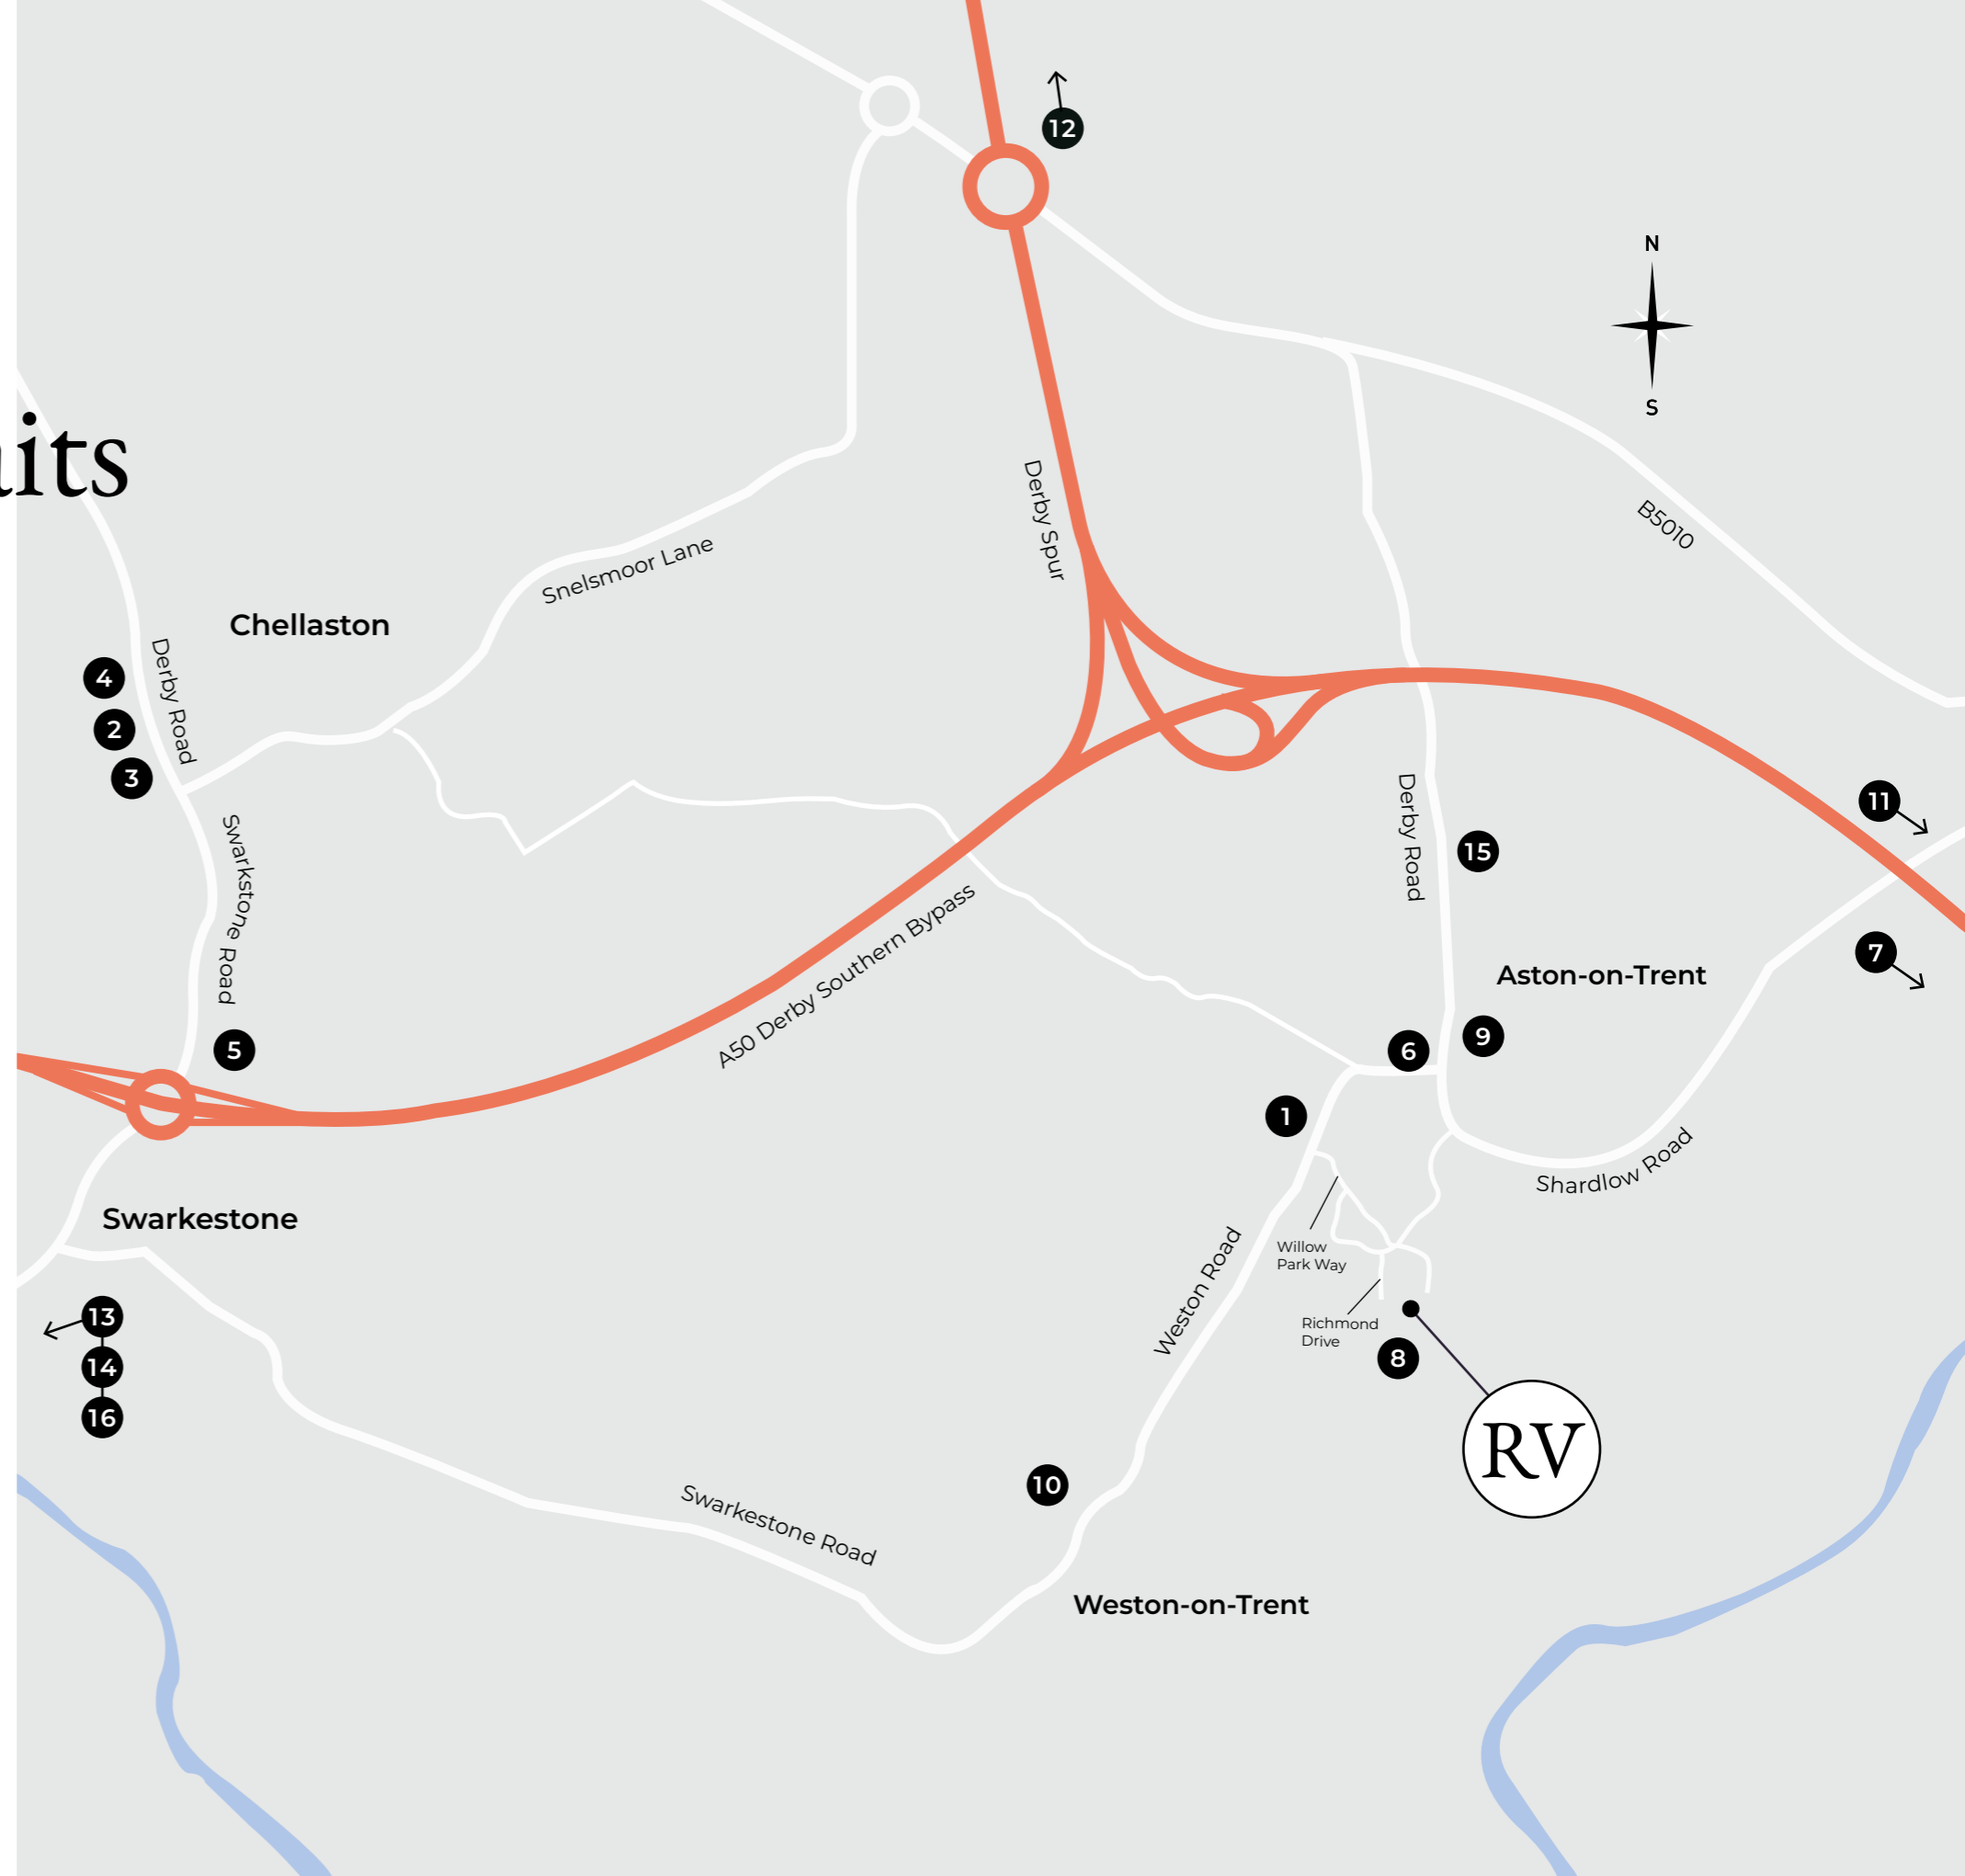 12
N
S
its
Derby Spur
B5010
Snelsmoor Lane
Chellaston
4
Derby Road
2
3
Swarkstone Road
Derby Road
11
15
A50 Derby Southern Bypass
7
Aston-on-Trent
5
6
9
1
Shardlow Road
Swarkestone
Willow
Park Way
Weston Road
Richmond
Drive
8
13
14
16
RV
10
Swarkestone Road
Weston-on-Trent